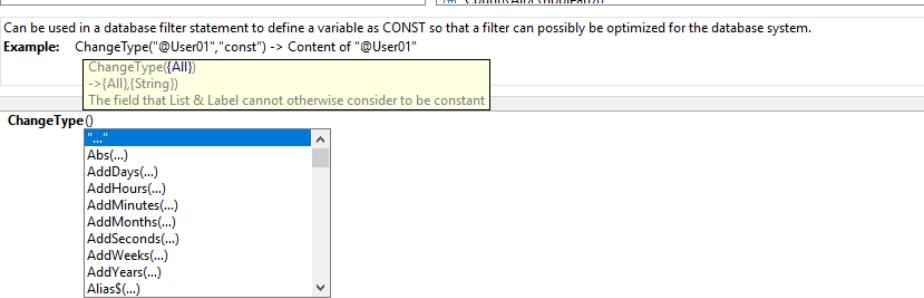 Can be used in a database filter statement to define a variable as CONST so that a filter can possibly be optimized for the database system.
Example: ChangeType("@User01","const") -> Content of "@User01"
ChangeType({All})
->{All},{String})
The field that List & Label cannot otherwise consider to be constant
ChangeType()
"..."
Abs(...)
AddDays(...)
AddHours(...)
AddMinutes(...)
AddMonths(...)
AddSeconds(...)
AddWeeks(...)
AddYears(...)
Alias$(...)